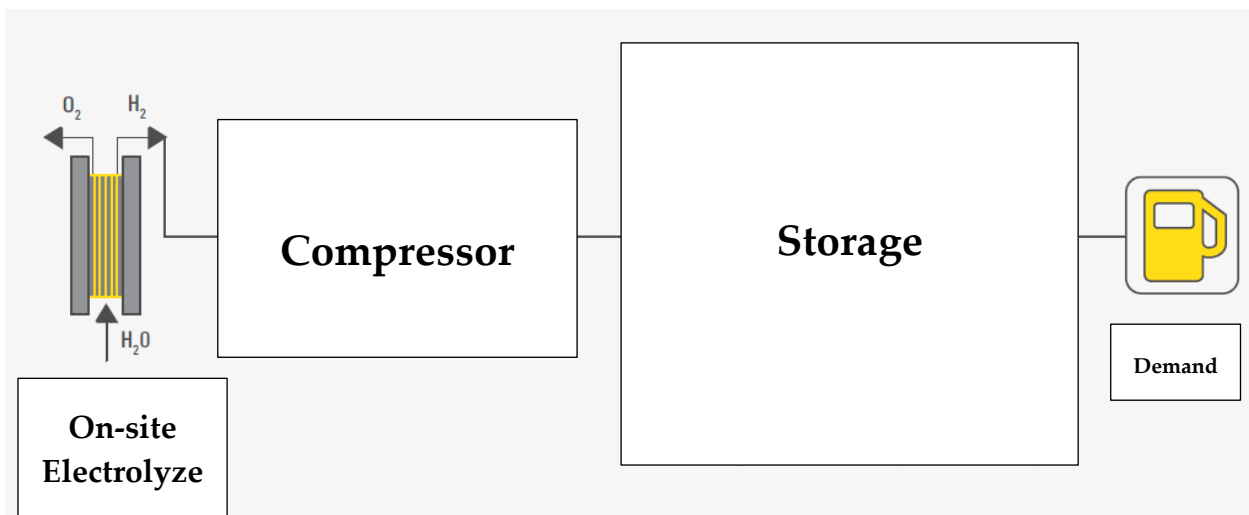 O₂ H₂
H₂O
On-site
Electrolyze
Compressor
Storage
Demand